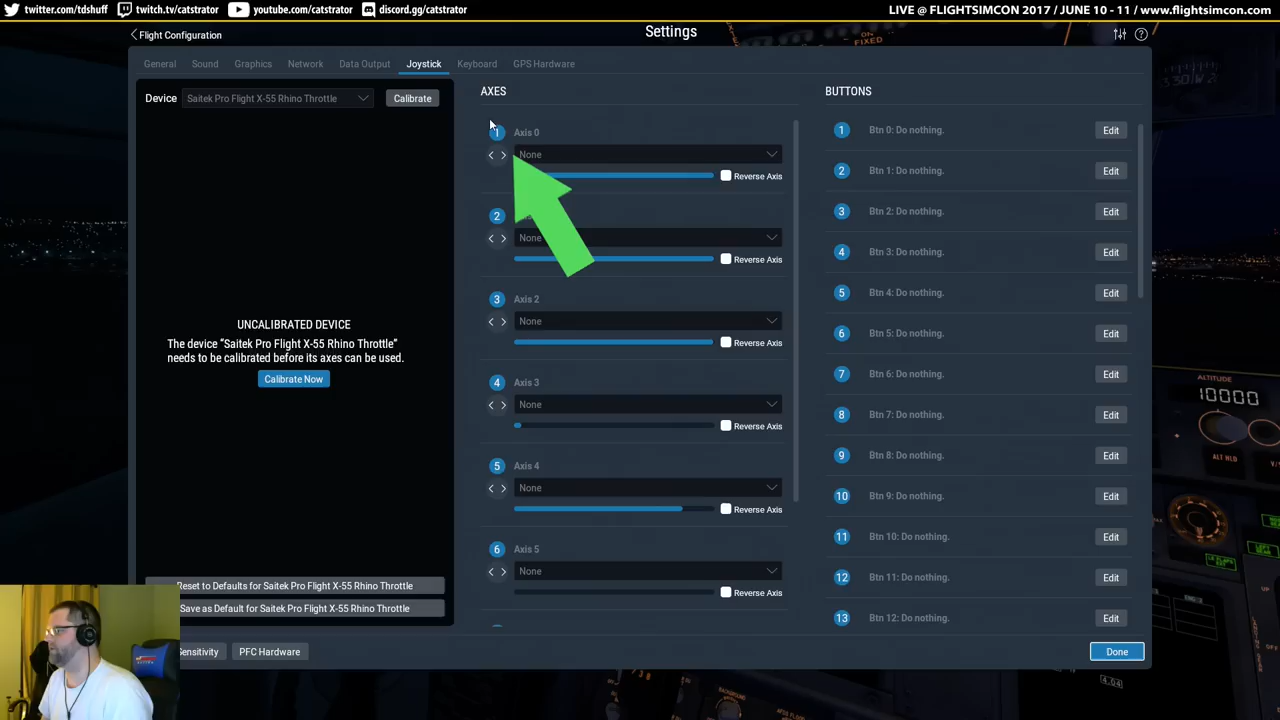 twitter.com/tdshuff
twitch.tv/catstrator
youtube.com/catstrator
discord.gg/catstrator
LIVE @ FLIGHTSIMCON 2017 / JUNE 10 - 11 / www.flightsimcon.com
Flight Configuration
Settings
FIXED
General
Sound
Graphics
Network
Data Output
Joystick
Keyboard
GPS Hardware
Device
Saitek Pro Flight X-55 Rhino Throttle
Calibrate
UNCALIBRATED DEVICE
The device “Saitek Pro Flight X-55 Rhino Throttle”
needs to be calibrated before its axes can be used.
Calibrate Now
Reset to Defaults for Saitek Pro Flight X-55 Rhino Throttle
Save as Default for Saitek Pro Flight X-55 Rhino Throttle
Sensitivity
PFC Hardware
AXES
1 Axis 0
None
Reverse Axis
2
None
Reverse Axis
3 Axis 2
None
Reverse Axis
4 Axis 3
None
Reverse Axis
5 Axis 4
None
Reverse Axis
6 Axis 5
None
Reverse Axis
BUTTONS
1 Btn 0: Do nothing. Edit
2 Btn 1: Do nothing. Edit
3 Btn 2: Do nothing. Edit
4 Btn 3: Do nothing. Edit
5 Btn 4: Do nothing. Edit
6 Btn 5: Do nothing. Edit
7 Btn 6: Do nothing. Edit
8 Btn 7: Do nothing. Edit
9 Btn 8: Do nothing. Edit
10 Btn 9: Do nothing. Edit
11 Btn 10: Do nothing. Edit
12 Btn 11: Do nothing. Edit
13 Btn 12: Do nothing. Edit
Done
ALTITUDE
10000
ALT HLD
UP
BACKGROUND
4.04